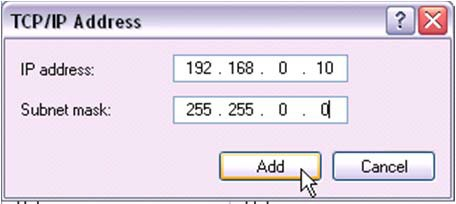 TCP/IP Address
IP address: 192 . 168 . 0 . 10
Subnet mask: 255 . 255 . 0 . 0
Add Cancel